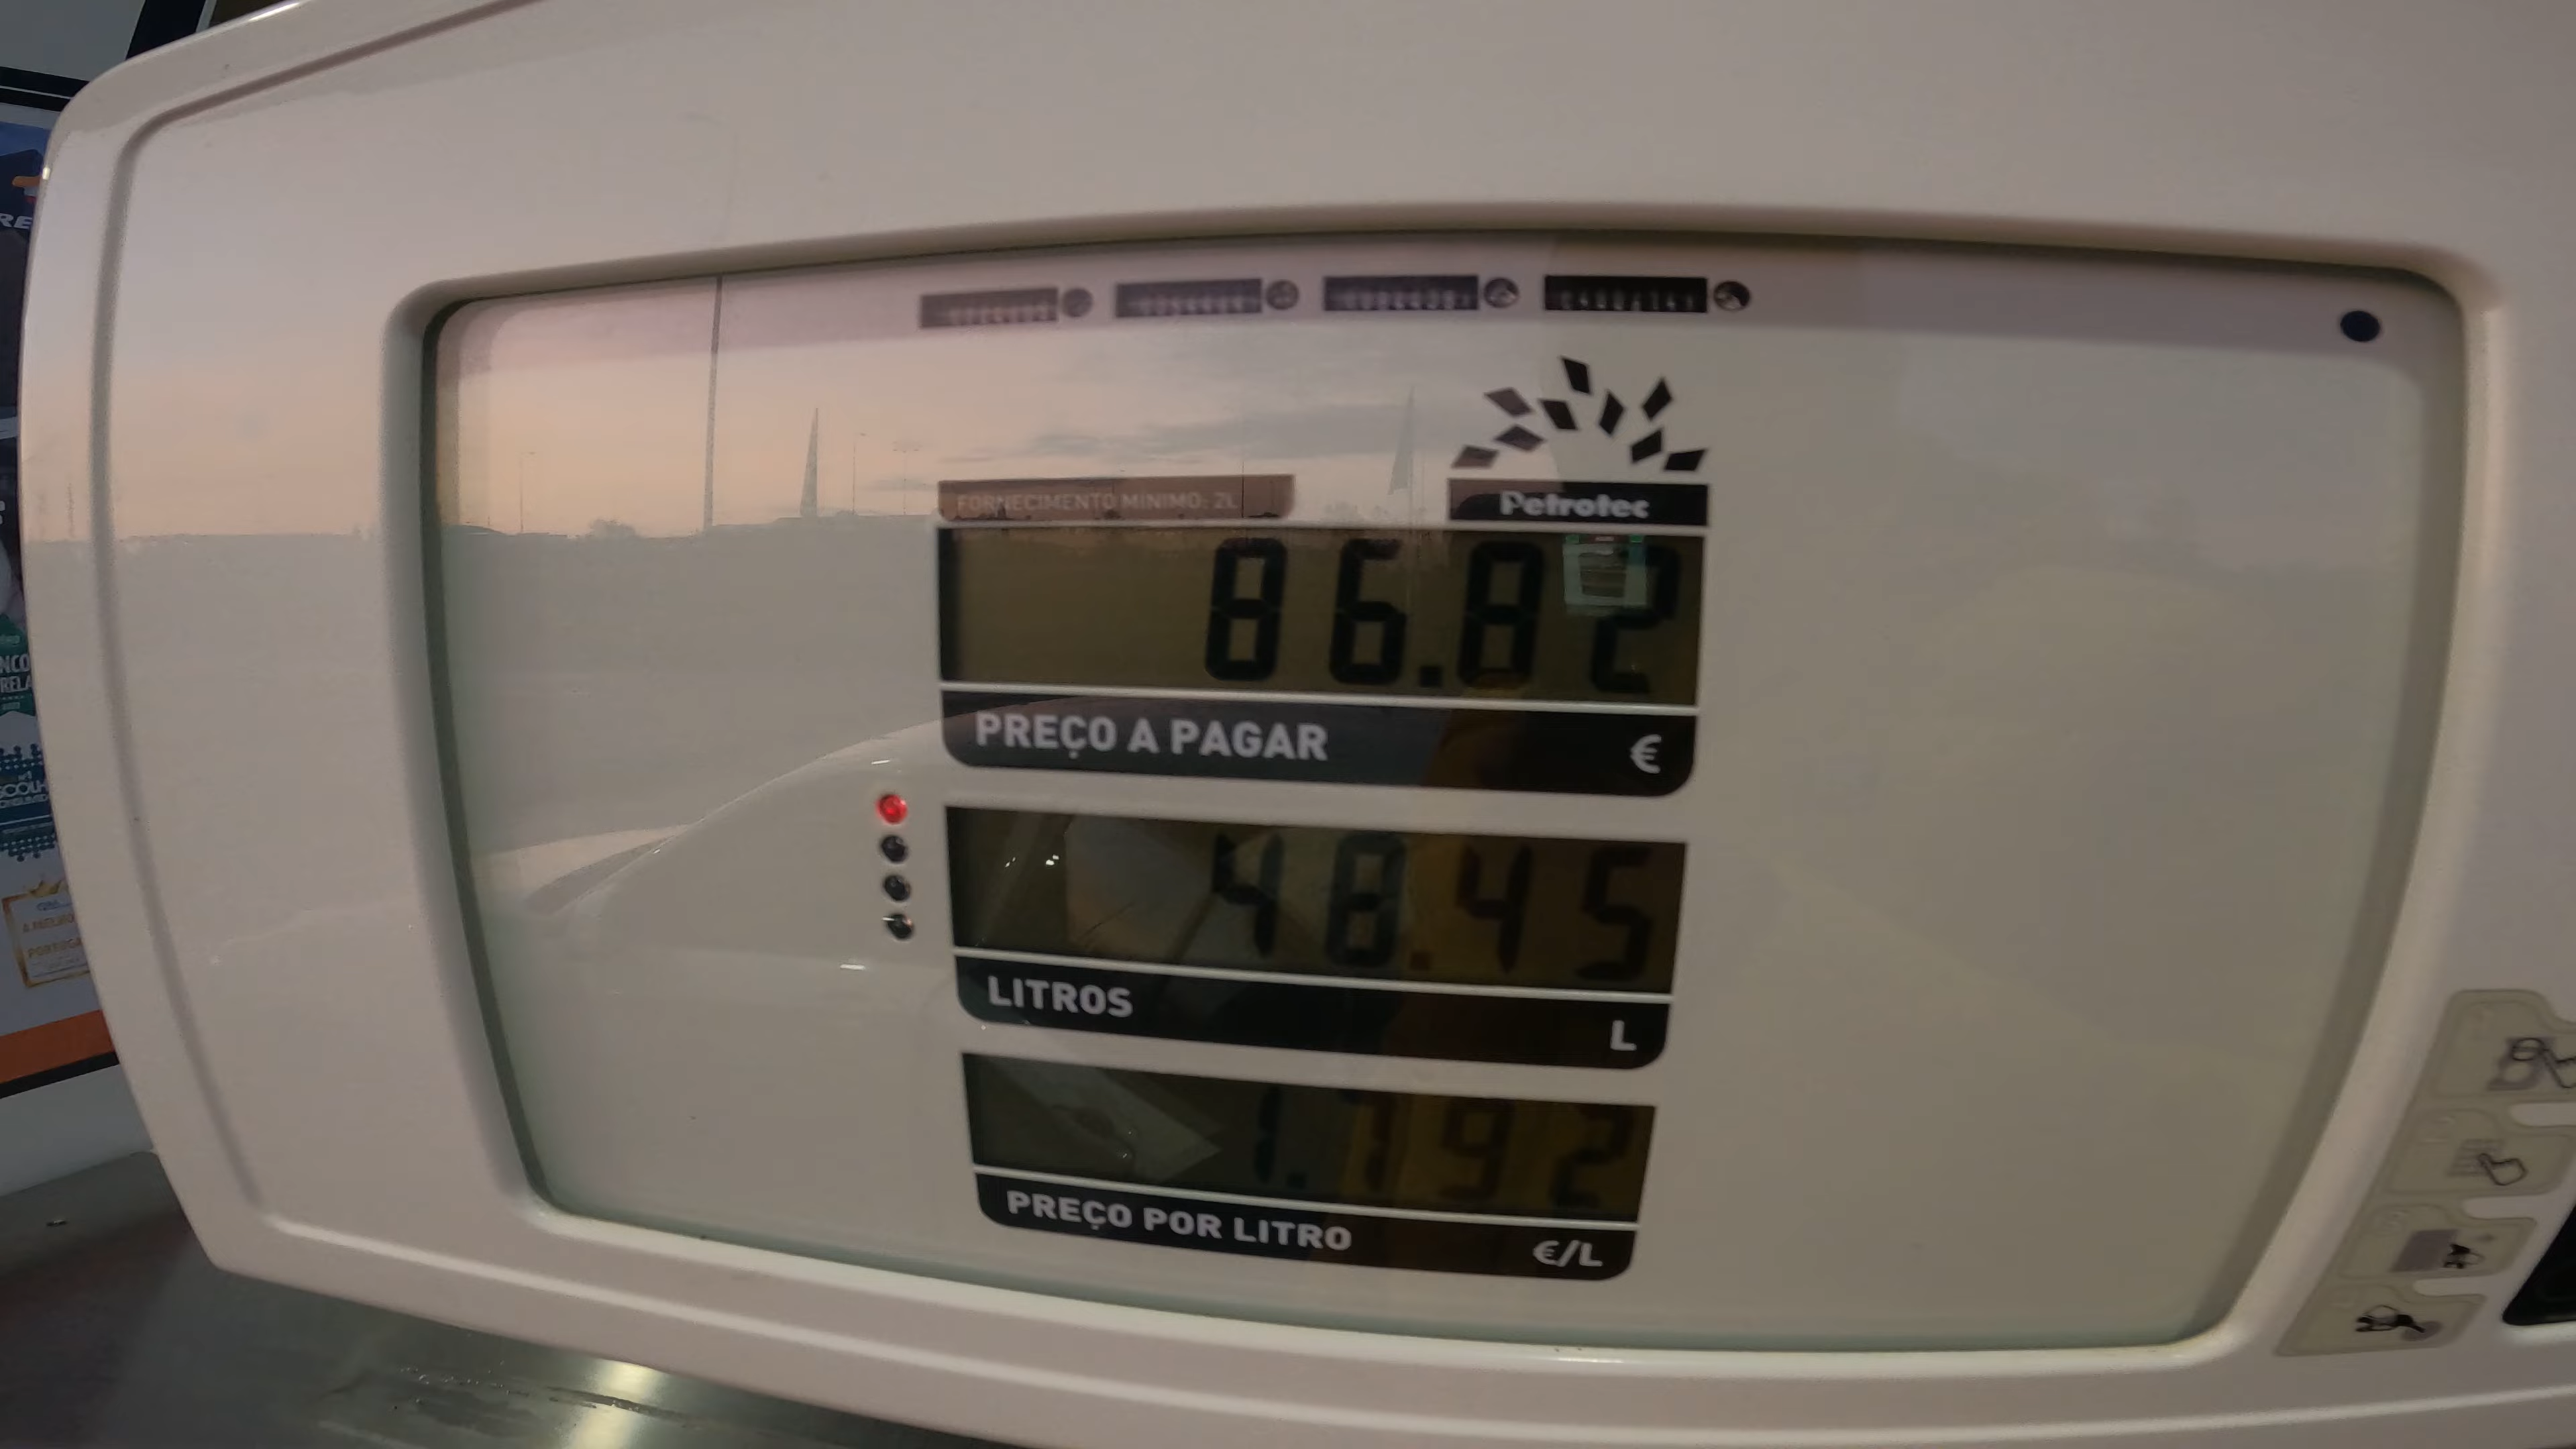 FORNECIMENTO MINIMO: 2L
Petrotec
86.82
PREÇO A PAGAR €
48.45
LITROS L
1.792
PREÇO POR LITRO €/L